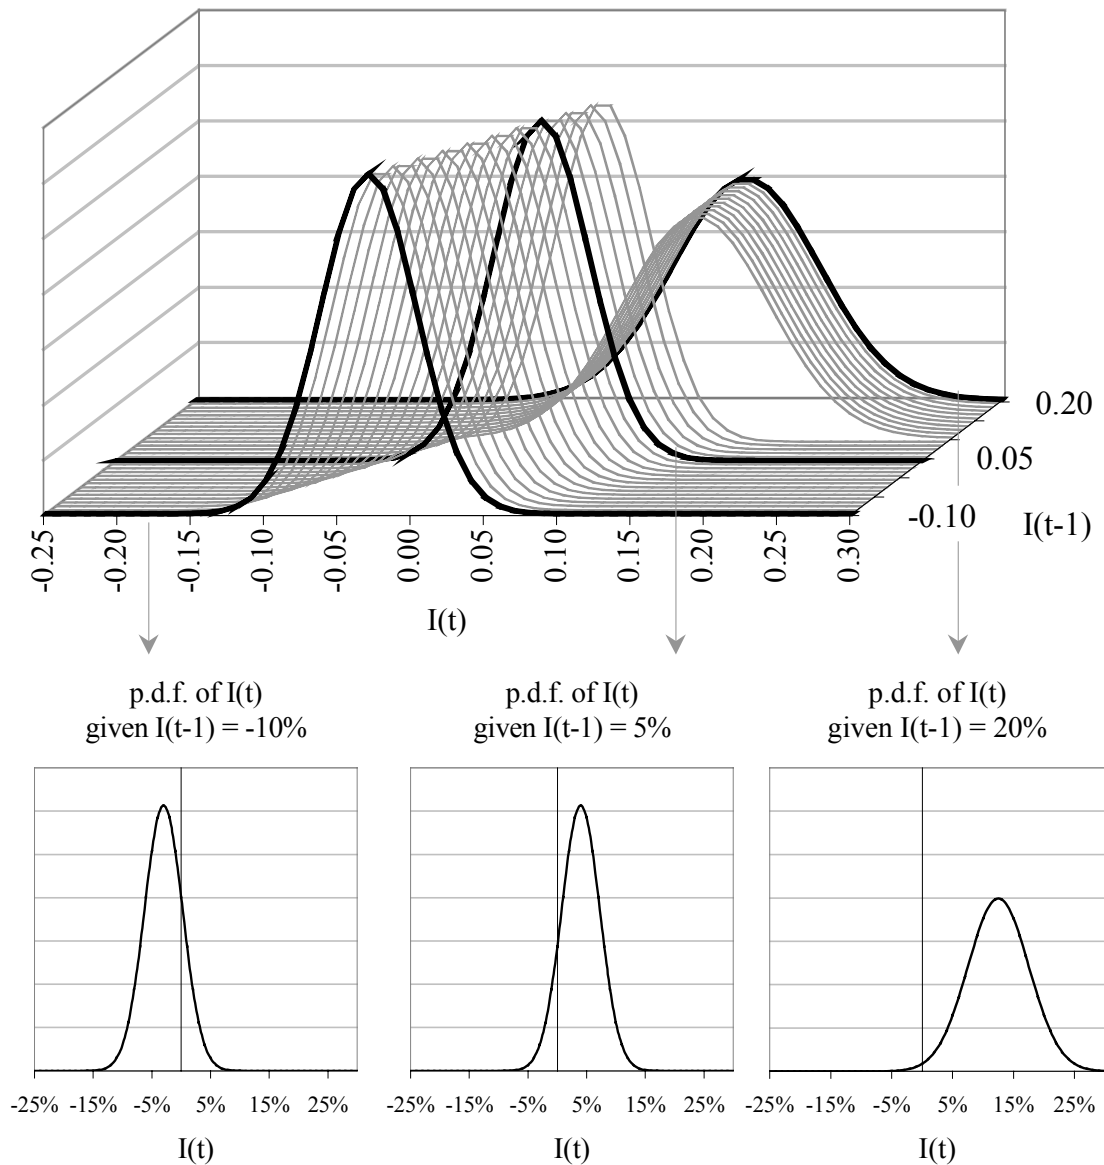 0.20
0.05
-0.10
I(t-1)
-0.25
-0.20
-0.15
-0.10
-0.05
0.00
0.05
0.10
0.15
0.20
0.25
0.30
I(t)
p.d.f. of I(t)
given I(t-1) = -10%
p.d.f. of I(t)
given I(t-1) = 5%
p.d.f. of I(t)
given I(t-1) = 20%
-25% -15% -5% 5% 15% 25%
I(t)
-25% -15% -5% 5% 15% 25%
I(t)
-25% -15% -5% 5% 15% 25%
I(t)